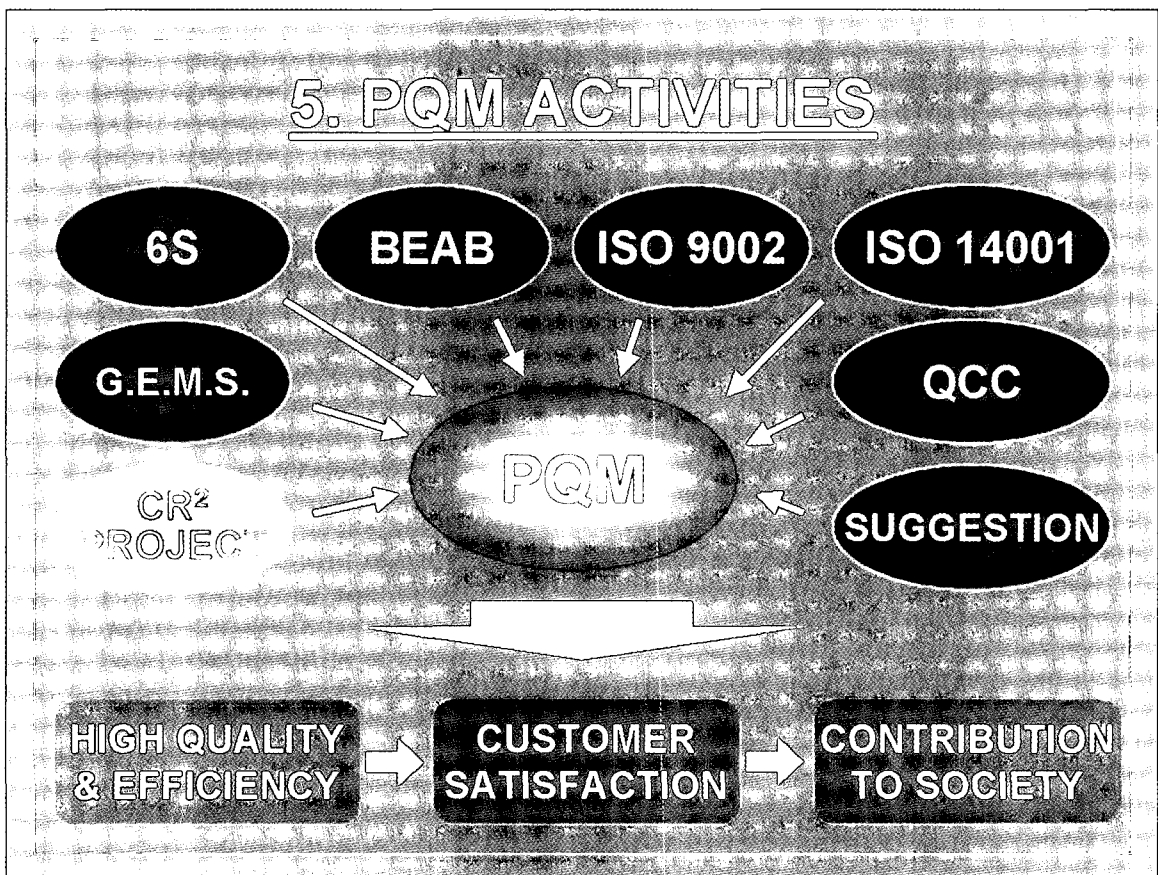 5. PQM ACTIVITIES
6S
BEAB
ISO 9002
ISO 14001
G.E.M.S.
QCC
CR²
PROJECT
PQM
SUGGESTION
HIGH QUALITY
& EFFICIENCY
CUSTOMER
SATISFACTION
CONTRIBUTION
TO SOCIETY